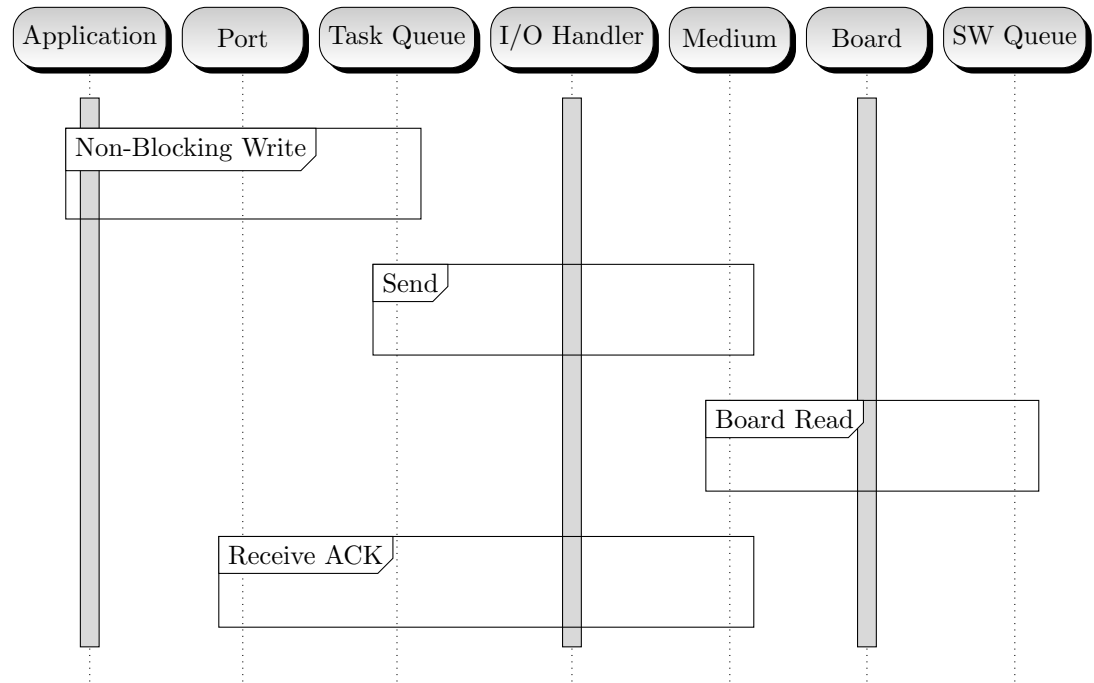 Application
Port
Task Queue
I/O Handler
Medium
Board
SW Queue
Non-Blocking Write
Send
Board Read
Receive ACK